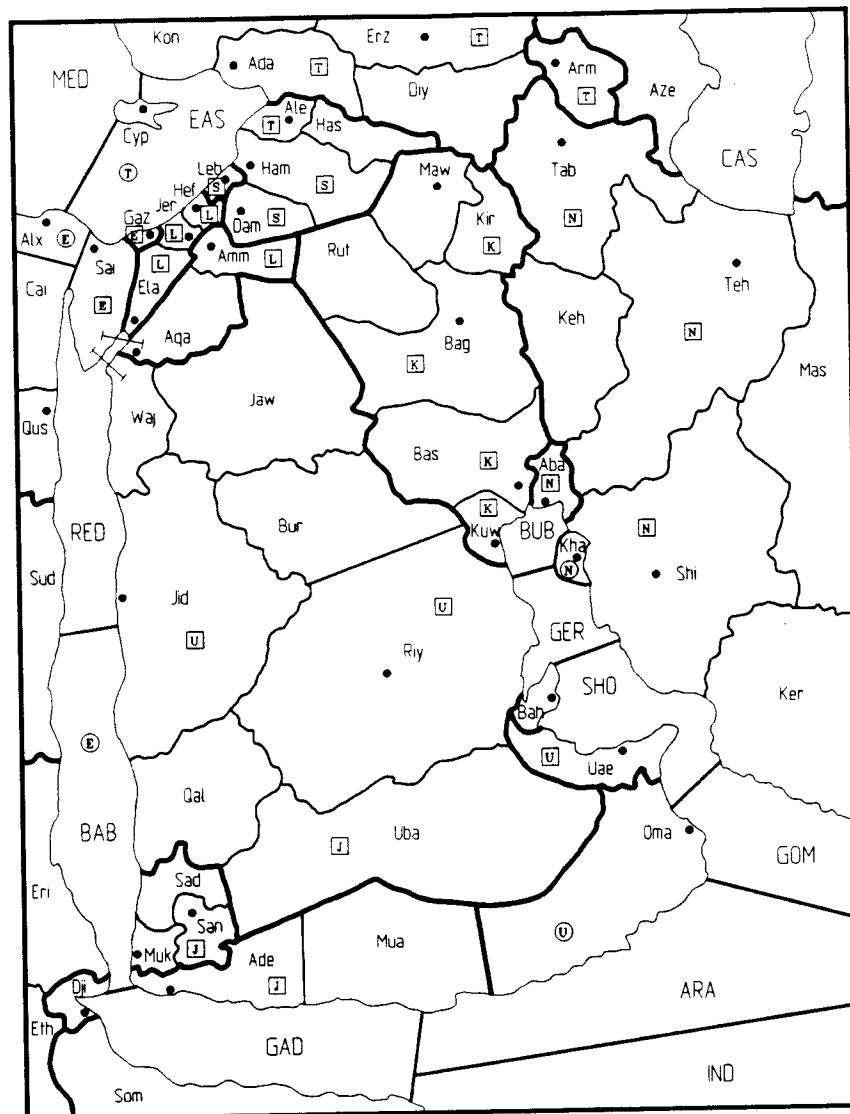 Kon
Erz
T
Ada
T
Arm
T
MED
Diy
Aze
Cyp
EAS
Ale
T
Has
CAS
T
Leb
Ham
Maw
Tab
Hef
S
S
Jer
L
Kir
N
Alx
E
Gaz
E
L
Dam
S
K
Sai
L
Amm
L
Rut
Teh
Cai
E
Ela
Keh
N
Aqa
Bag
K
Mas
Qus
Waj
Jaw
Bas
K
Aba
N
RED
Bur
K
Kuw
BUB
N
Sud
Kha
N
Shi
Jid
U
GER
U
Riy
SHO
Ker
Bah
E
U
Uae
Qal
BAB
J
Uba
Oma
GOM
Eri
Sad
San
Muk
J
Ade
Mua
U
Dji
J
ARA
Eth
GAD
IND
Som